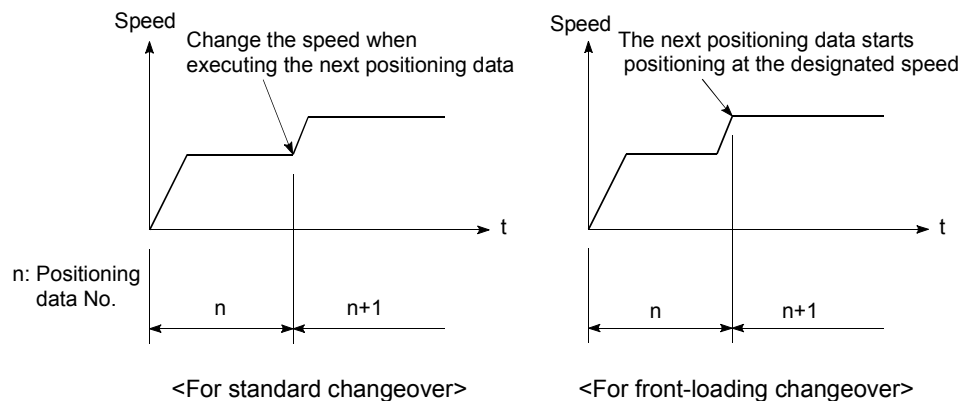 Speed
Change the speed when
executing the next positioning data
t
n: Positioning
data No.
n
n+1
<For standard changeover>
Speed
The next positioning data starts
positioning at the designated speed
t
n
n+1
<For front-loading changeover>